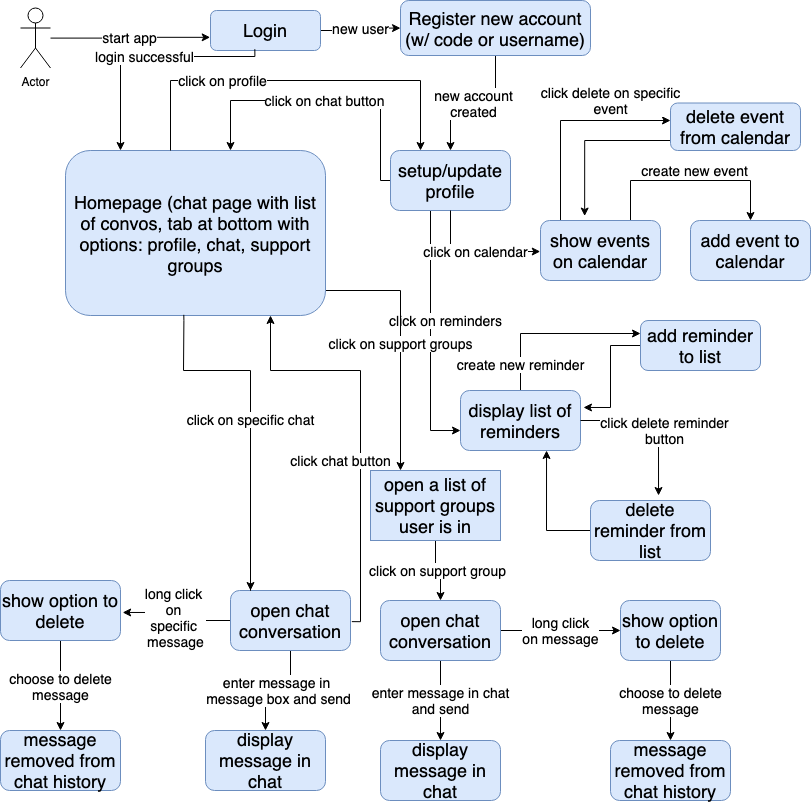 Actor
start app
Login
new user
Register new account
(w/ code or username)
login successful
click on profile
click on chat button
new account
created
click delete on specific
event
delete event
from calendar
create new event
Homepage (chat page with list
of convos, tab at bottom with
options: profile, chat, support
groups
setup/update
profile
click on calendar
show events
on calendar
add event to
calendar
click on reminders
click on support groups
add reminder
to list
create new reminder
display list of
reminders
click delete reminder
button
click on specific chat
click chat button
open a list of
support groups
user is in
delete
reminder from
list
click on support group
show option to
delete
long click
on
specific
message
open chat
conversation
open chat
conversation
long click
on message
show option
to delete
choose to delete
message
enter message in
message box and send
enter message in chat
and send
choose to delete
message
message
removed from
chat history
display
message in
chat
display
message in
chat
message
removed from
chat history